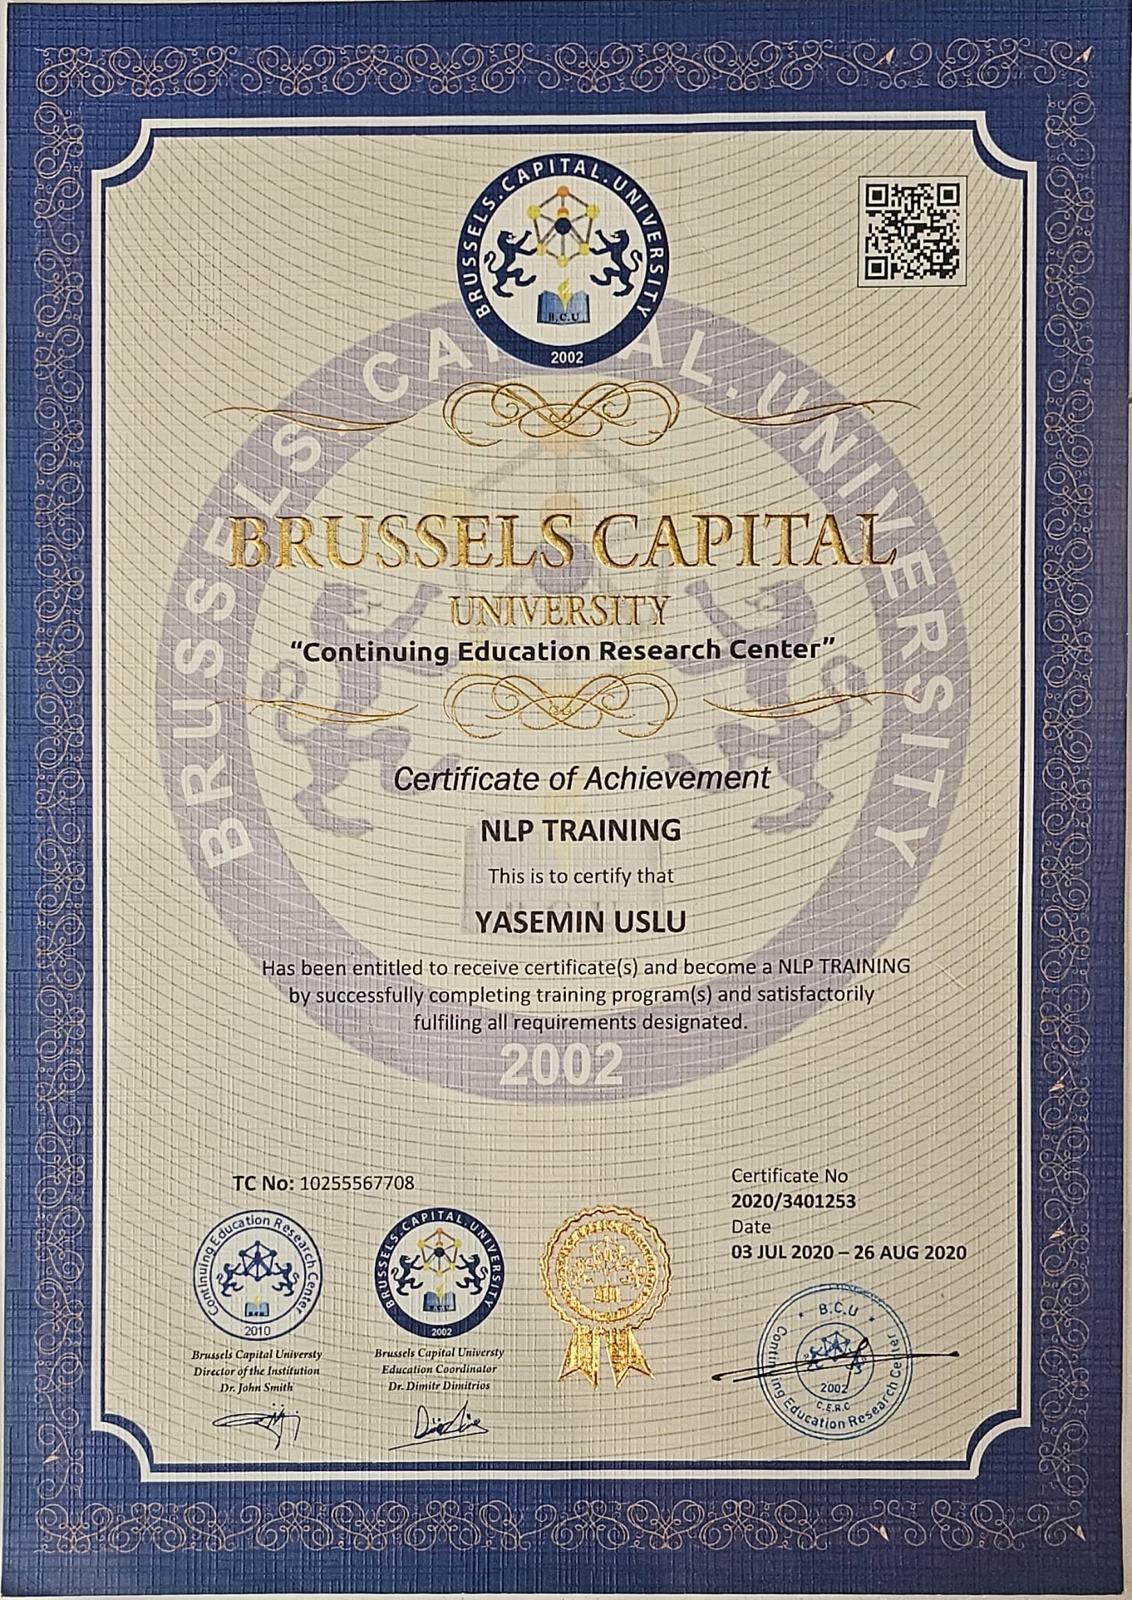 BRUSSELS.CAPITAL.UNIVERSITY
B.C.U
2002
BRUSSELS.CAPITAL.UNIVERSITY
BRUSSELS CAPITAL
UNIVERSITY
“Continuing Education Research Center”
Certificate of Achievement
NLP TRAINING
This is to certify that
YASEMIN USLU
Has been entitled to receive certificate(s) and become a NLP TRAINING
by successfully completing training program(s) and satisfactorily
fulfiling all requirements designated.
2002
TC No: 10255567708
Certificate No
2020/3401253
Date
03 JUL 2020 – 26 AUG 2020
Continuing Education Research Center
2010
Brussels Capital Universty
Director of the Institution
Dr. John Smith
BRUSSELS.CAPITAL.UNIVERSITY
2002
Brussels Capital Universty
Education Coordinator
Dr. Dimitr Dimitrios
B.C.U
Continuing Education Research Center
2002
C.E.R.C